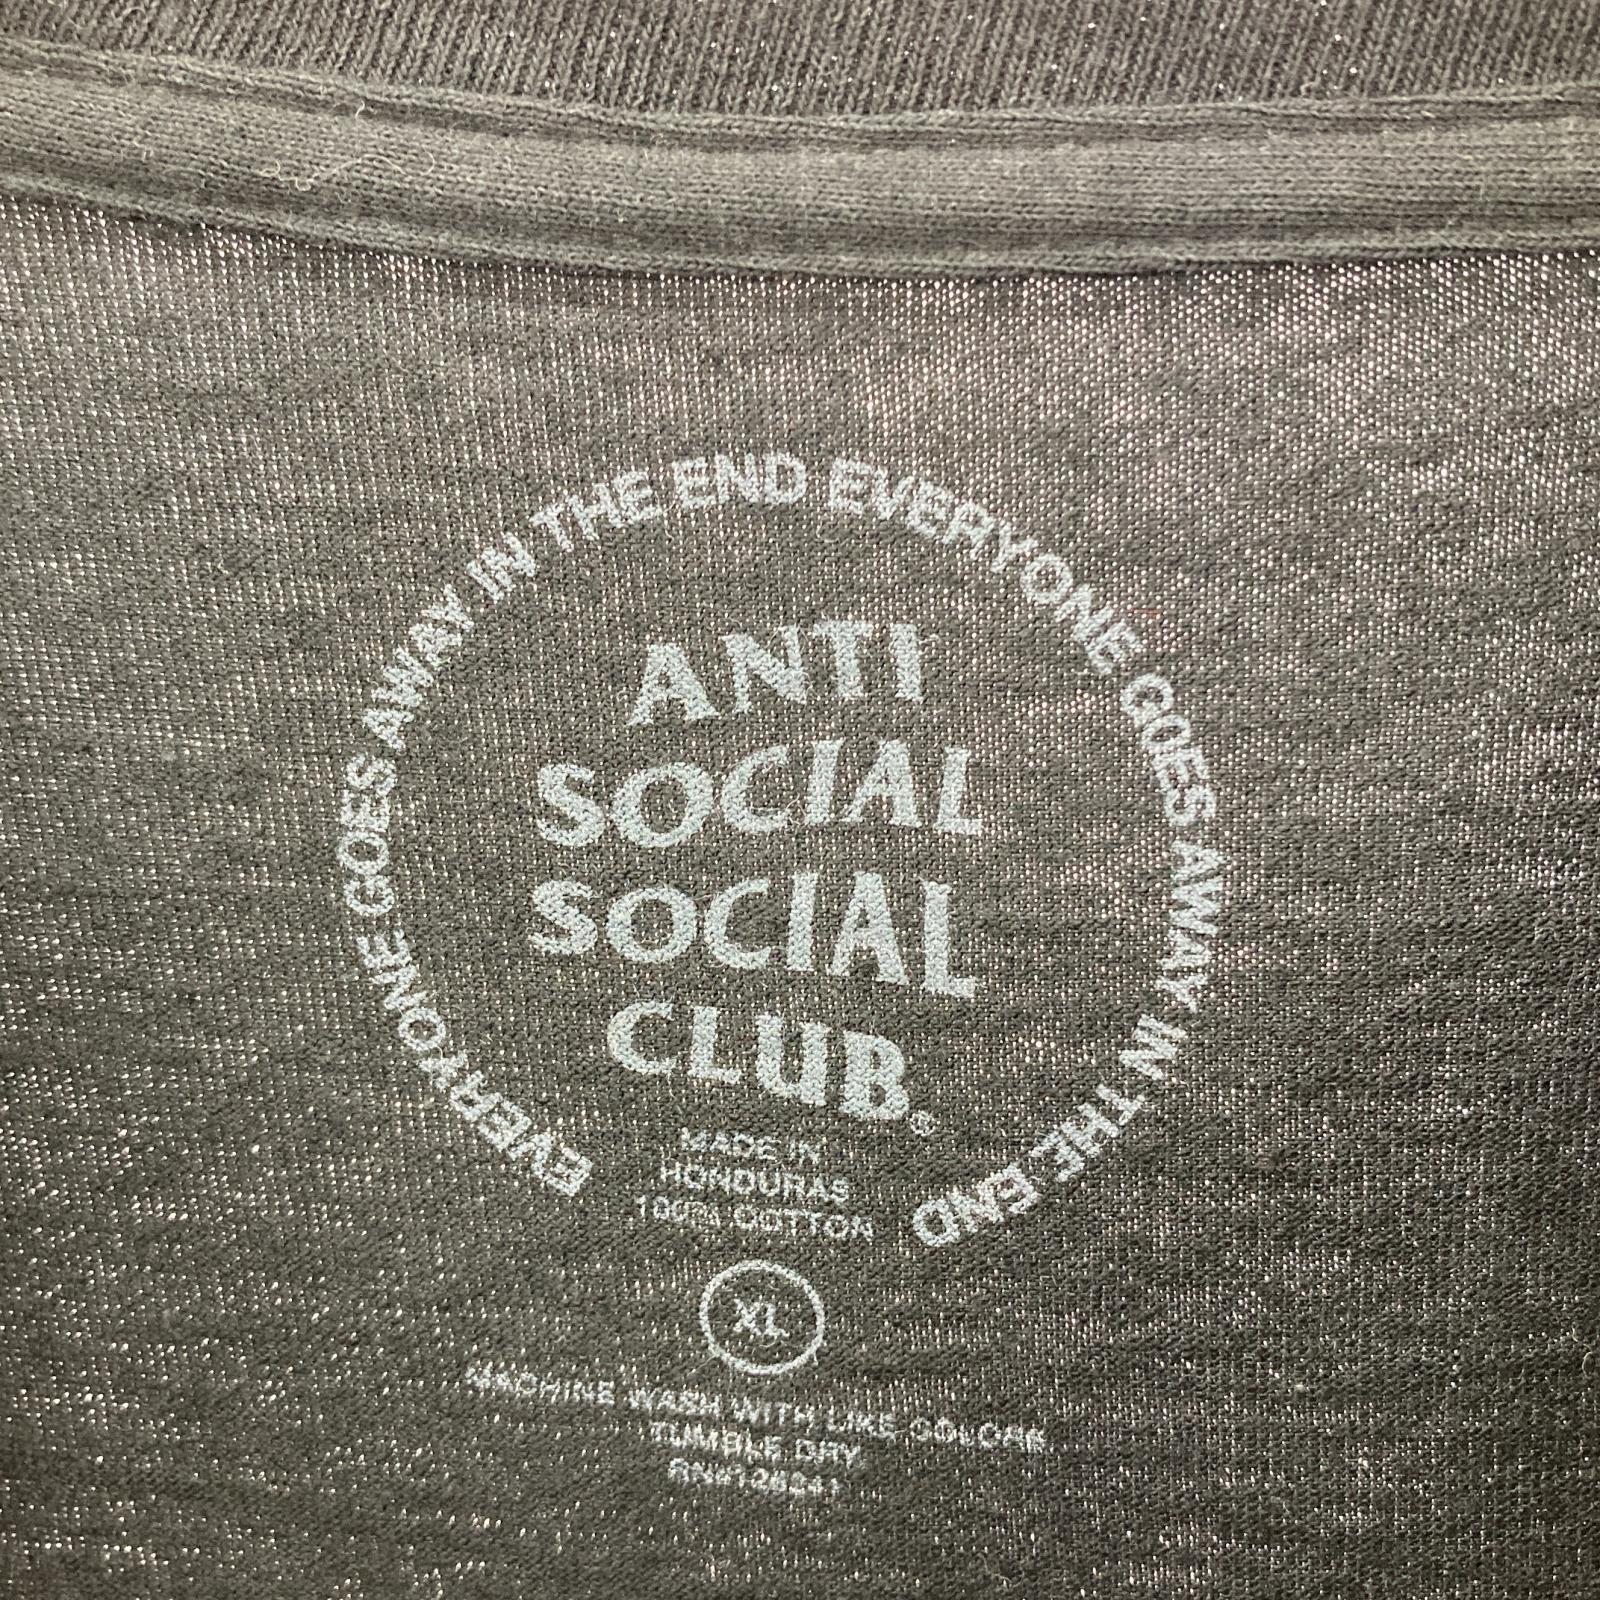 EVERYONE GOES AWAY IN THE END EVERYONE GOES AWAY IN THE END
ANTI
SOCIAL
SOCIAL
CLUB®
MADE IN
HONDURAS
100% COTTON
XL
MACHINE WASH WITH LIKE COLORS
TUMBLE DRY